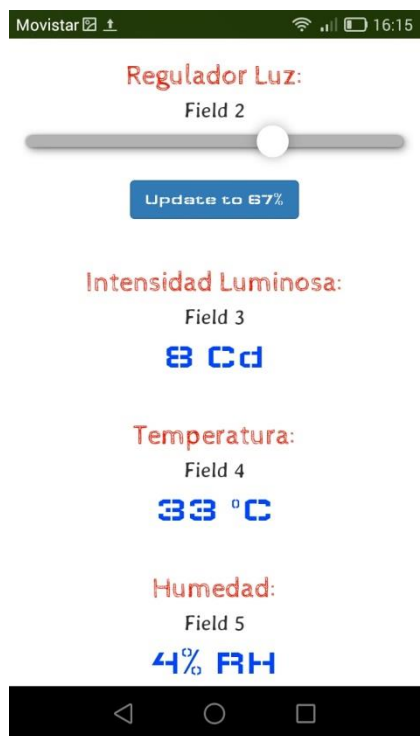 Movistar 16:15
Regulador Luz:
Field 2
Update to 67%
Intensidad Luminosa:
Field 3
8 Cd
Temperatura:
Field 4
33 °C
Humedad:
Field 5
4% RH